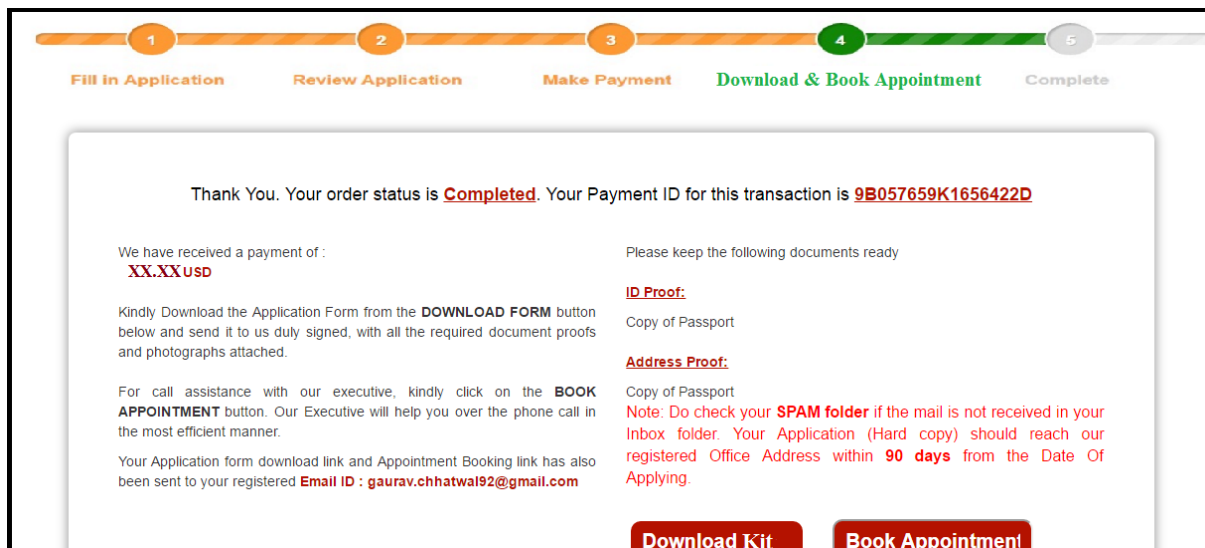 1 2 3 4 5
Fill in Application Review Application Make Payment Download & Book Appointment Complete
Thank You. Your order status is Completed. Your Payment ID for this transaction is 9B057659K1656422D
We have received a payment of :
XX.XX USD
Kindly Download the Application Form from the DOWNLOAD FORM button
below and send it to us duly signed, with all the required document proofs
and photographs attached.
For call assistance with our executive, kindly click on the BOOK
APPOINTMENT button. Our Executive will help you over the phone call in
the most efficient manner.
Your Application form download link and Appointment Booking link has also
been sent to your registered Email ID : gaurav.chhatwal92@gmail.com
Please keep the following documents ready
ID Proof:
Copy of Passport
Address Proof:
Copy of Passport
Note: Do check your SPAM folder if the mail is not received in your
Inbox folder. Your Application (Hard copy) should reach our
registered Office Address within 90 days from the Date Of
Applying.
Download Kit Book Appointment